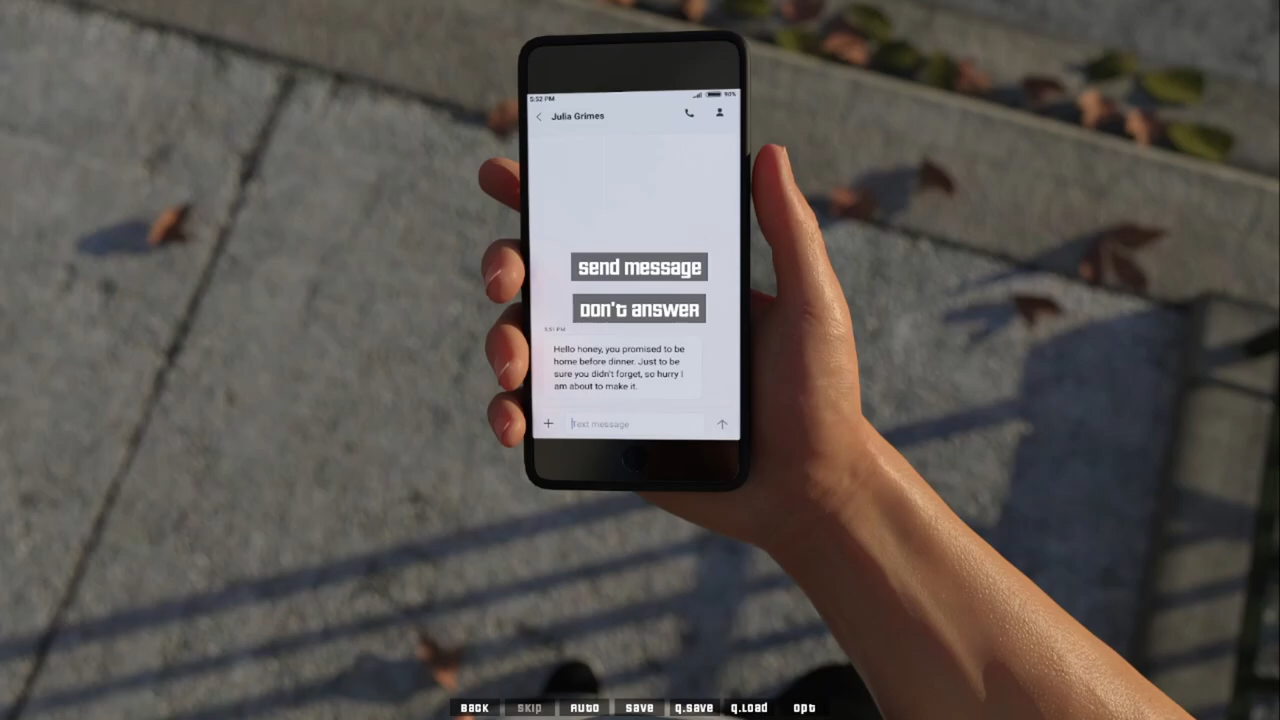 5:52 PM 90%
Julia Grimes
send message
Don't answer
5:51 PM
Hello honey, you promised to be
home before dinner. Just to be
sure you didn't forget, so hurry I
am about to make it.
Text message
Back Skip Auto Save Q.Save Q.Load Opt